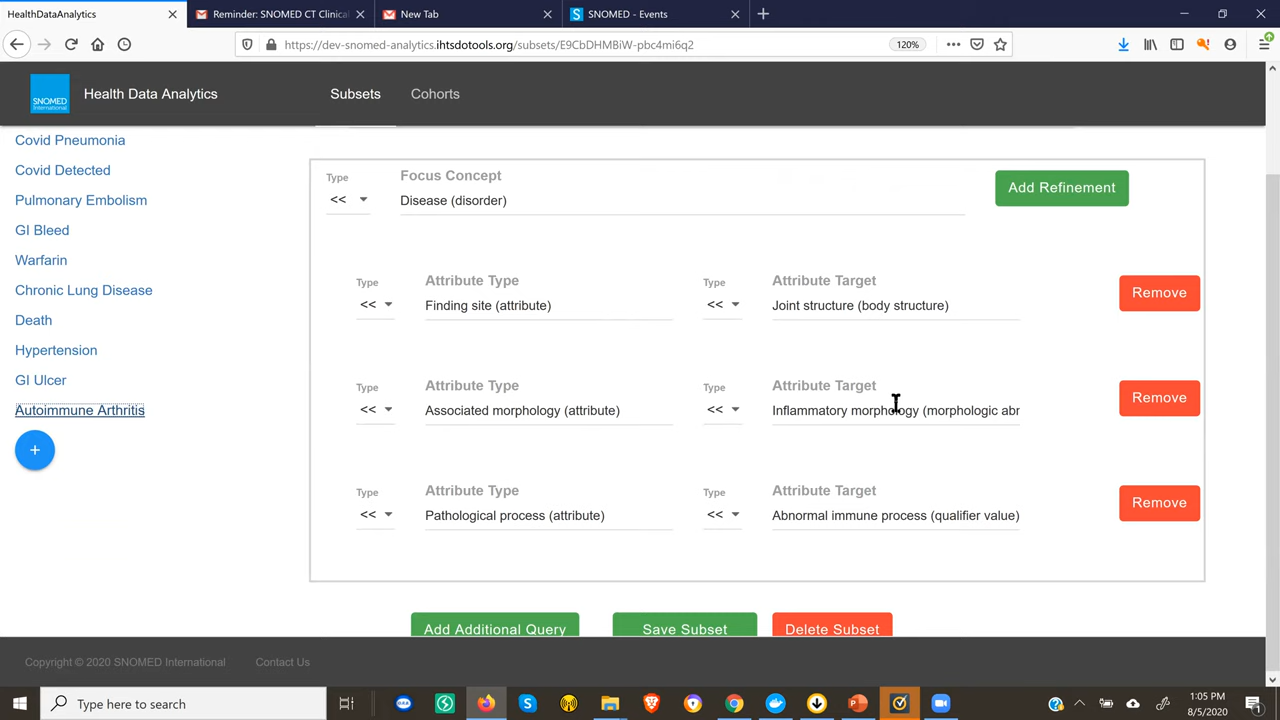 HealthDataAnalytics
Reminder: SNOMED CT Clinical
New Tab
SNOMED - Events
https://dev-snomed-analytics.ihtsdotools.org/subsets/E9CbDHMBiW-pbc4mi6q2
120%
SNOMED International
Health Data Analytics
Subsets
Cohorts
Covid Pneumonia
Covid Detected
Pulmonary Embolism
GI Bleed
Warfarin
Chronic Lung Disease
Death
Hypertension
GI Ulcer
Autoimmune Arthritis
+
Type
<<
Focus Concept
Disease (disorder)
Add Refinement
Type
<<
Attribute Type
Finding site (attribute)
Type
<<
Attribute Target
Joint structure (body structure)
Remove
Type
<<
Attribute Type
Associated morphology (attribute)
Type
<<
Attribute Target
Inflammatory morphology (morphologic abr
Remove
Type
<<
Attribute Type
Pathological process (attribute)
Type
<<
Attribute Target
Abnormal immune process (qualifier value)
Remove
Add Additional Query
Save Subset
Delete Subset
Copyright © 2020 SNOMED International
Contact Us
Type here to search
1:05 PM
8/5/2020